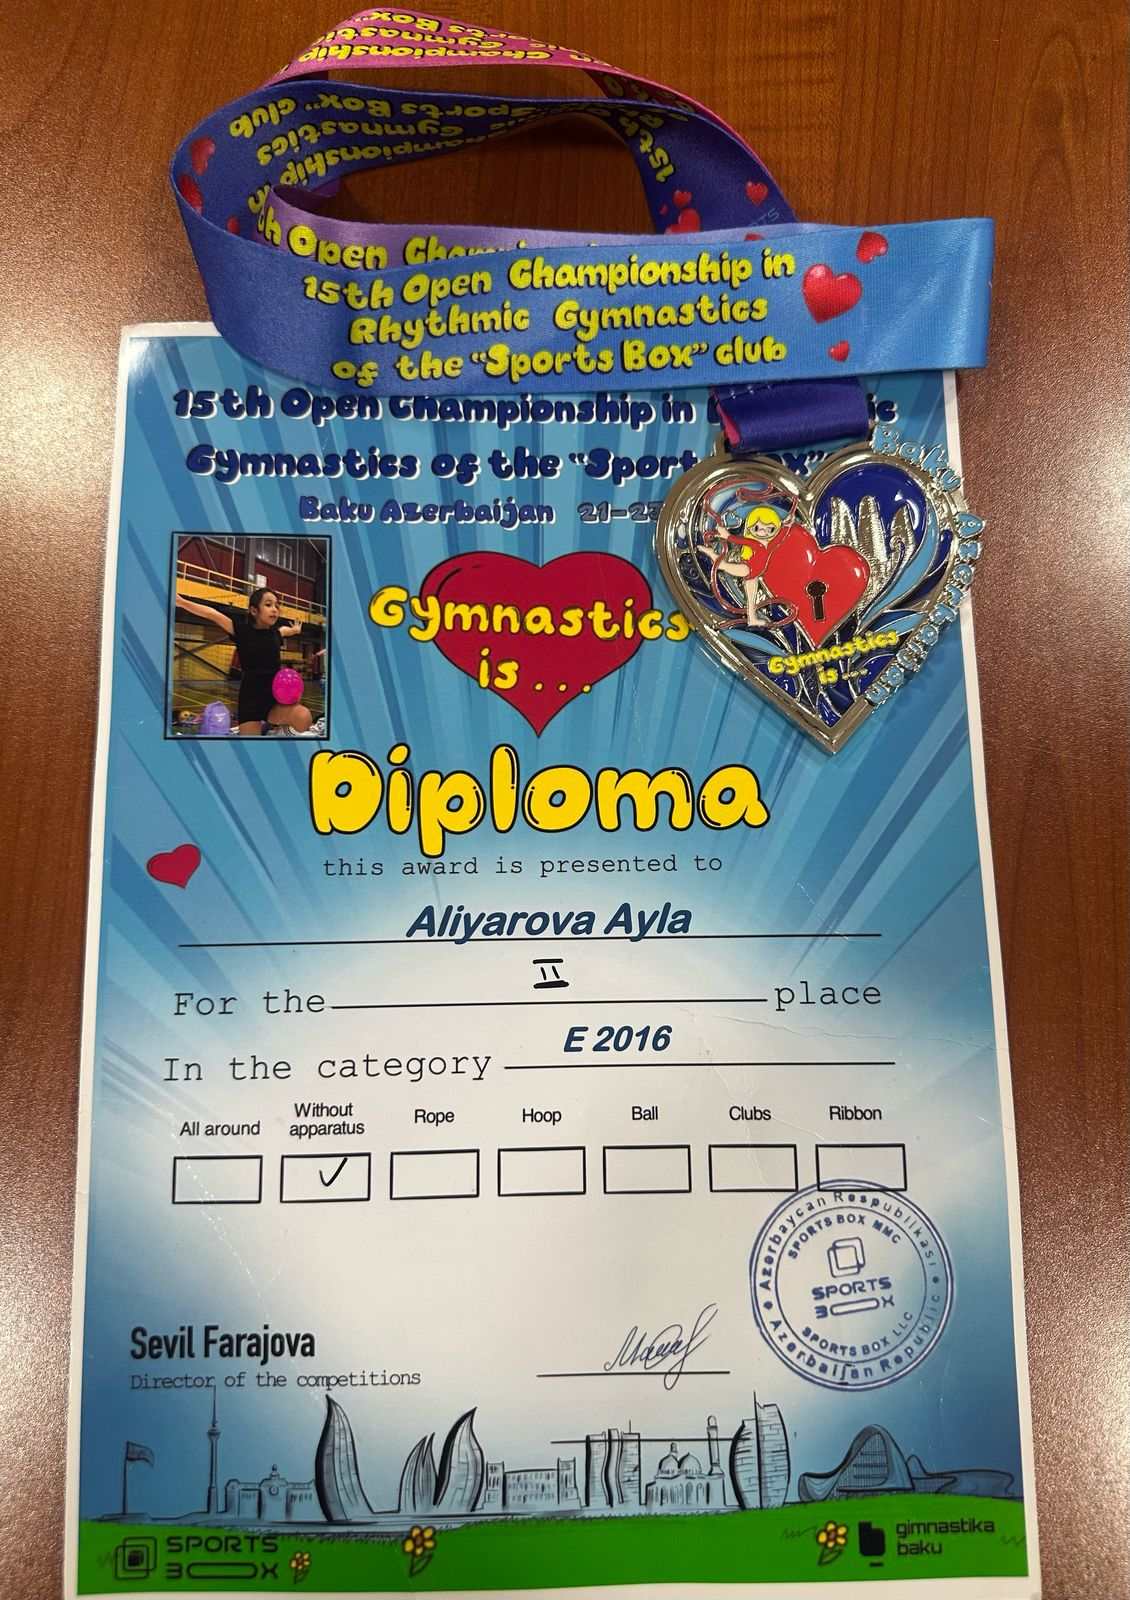 15th Open Championship in
Rhythmic Gymnastics
of the "Sports Box" club
15th Open Championship in
Gymnastics of the "Sport
Baku Azerbaijan 21-2
Gymnastics
is ...
Baku Azerbaijan
Gymnastics
is ...
Diploma
this award is presented to
Aliyarova Ayla
For the II place
In the category E 2016
All around Without apparatus Rope Hoop Ball Clubs Ribbon
✓
Azərbaycan Respublikası
SPORTS BOX MMC
SPORTS
BOX
SPORTS BOX LLC
Azerbaijan Republic
Sevil Farajova
Director of the competitions
SPORTS
BOX
gimnastika
baku